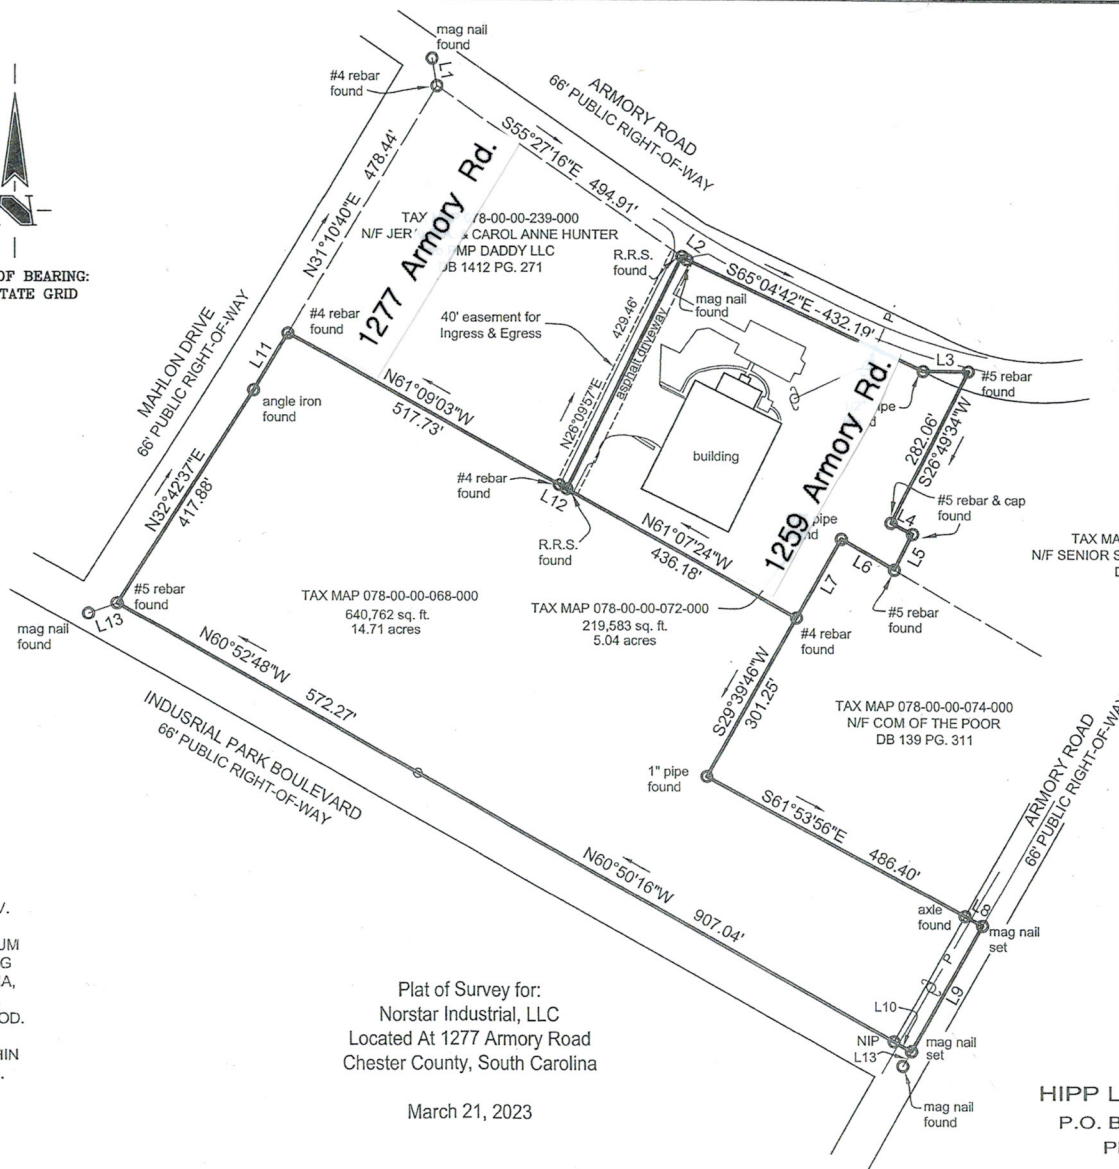 mag nail
found
L1
#4 rebar
found
ARMORY ROAD
66' PUBLIC RIGHT-OF-WAY
S55°27'16"E 494.91'
N31°10'40"E 478.44'
1277 Armory Rd.
TAX 78-00-00-239-000
N/F JER & CAROL ANNE HUNTER
MP DADDY LLC
DB 1412 PG. 271
N
OF BEARING:
TATE GRID
R.R.S.
found
L2
S65°04'42"E - 432.19'
P
mag nail
found
40' easement for
Ingress & Egress
429.46'
N26°09'57"E
asphalt driveway
#4 rebar
found
MAHLON DRIVE
66' PUBLIC RIGHT-OF-WAY
L11
angle iron
found
N61°09'03"W
517.73'
L3
#5 rebar
found
ipe
d
1259 Armory Rd.
282.06'
S26°49'34"W
building
N32°42'37"E
417.88'
#4 rebar
found
L12
R.R.S.
found
N61°07'24"W
436.18'
#5 rebar & cap
found
L4
L5
pipe
nd
L6
L7
#5 rebar
found
TAX MA
N/F SENIOR S
D
#5 rebar
found
mag nail
found
L13
TAX MAP 078-00-00-068-000
640,762 sq. ft.
14.71 acres
TAX MAP 078-00-00-072-000
219,583 sq. ft.
5.04 acres
#4 rebar
found
N60°52'48"W
572.27'
S29°39'46"W
301.25'
TAX MAP 078-00-00-074-000
N/F COM OF THE POOR
DB 139 PG. 311
INDUSRIAL PARK BOULEVARD
66' PUBLIC RIGHT-OF-WAY
1" pipe
found
ARMORY ROAD
66' PUBLIC RIGHT-OF-WAY
S61°53'56"E
486.40'
N60°50'16"W
907.04'
axle
found
L8
mag nail
set
P
L9
L10
NIP
L13
mag nail
set
mag nail
found
V.
UM
G
A,
OD.
HIN
.
Plat of Survey for:
Norstar Industrial, LLC
Located At 1277 Armory Road
Chester County, South Carolina
March 21, 2023
HIPP L
P.O. B